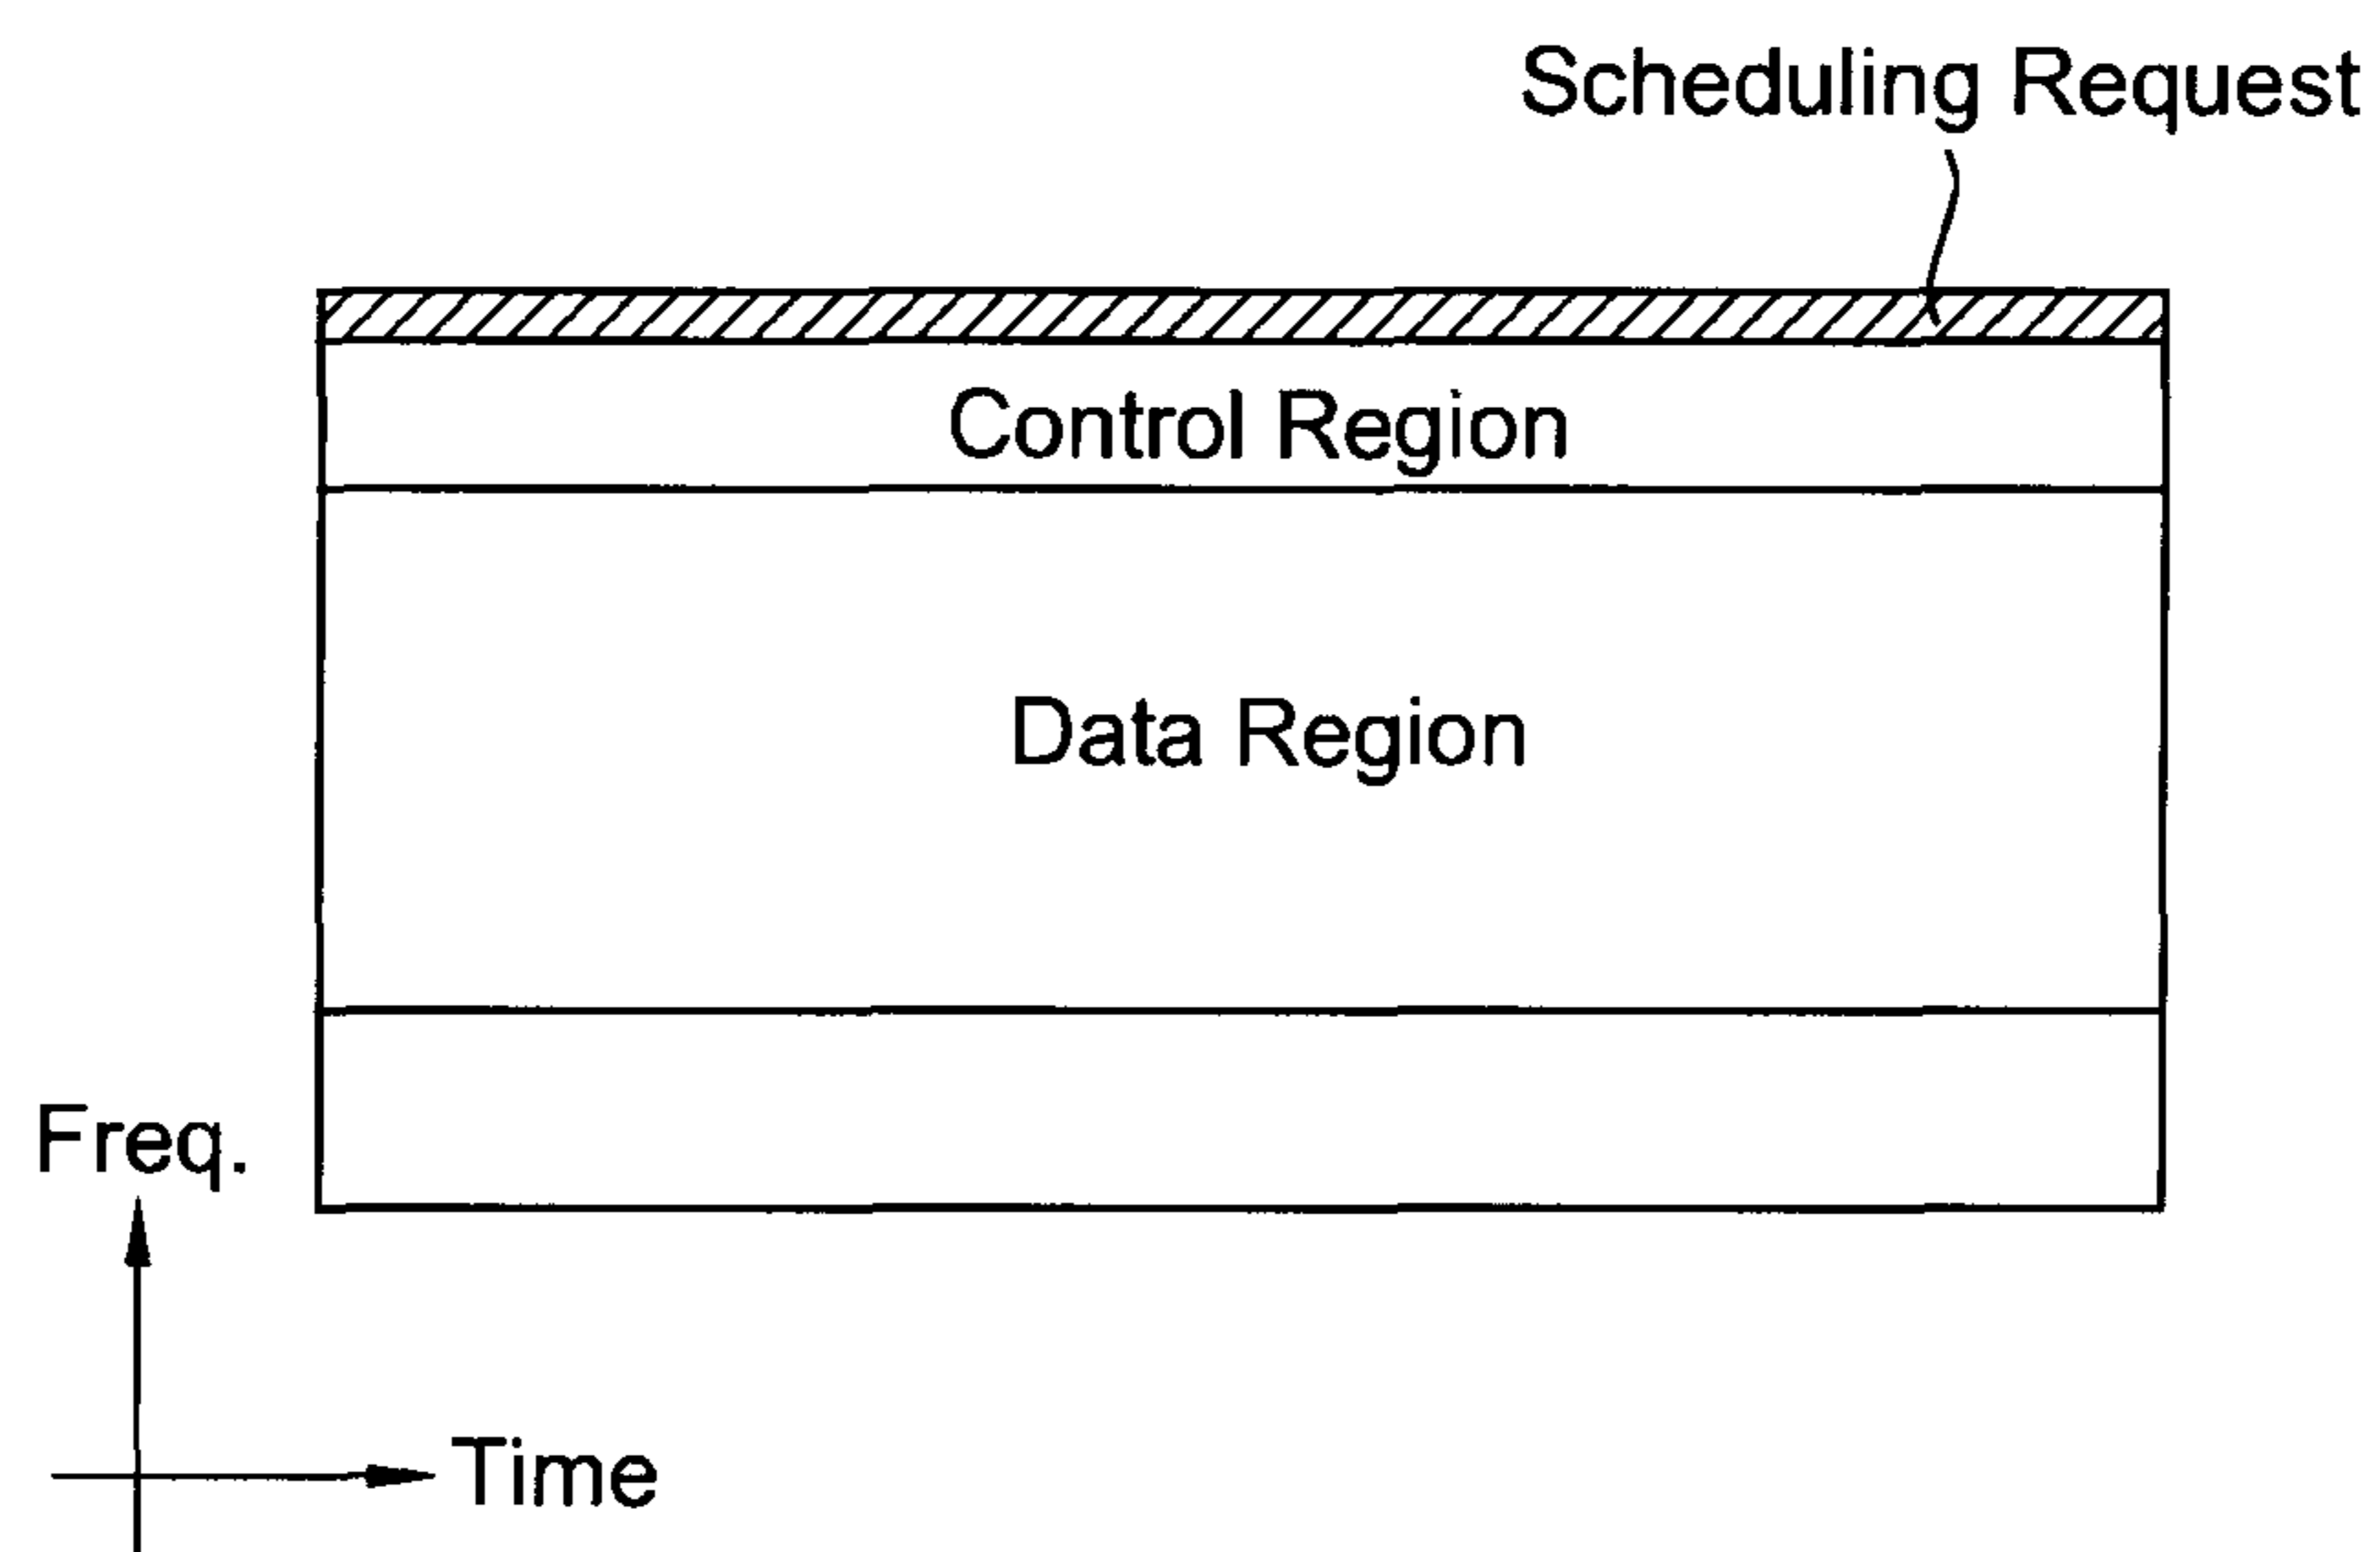 Scheduling Request
Control Region
Data Region
Freq.
Time